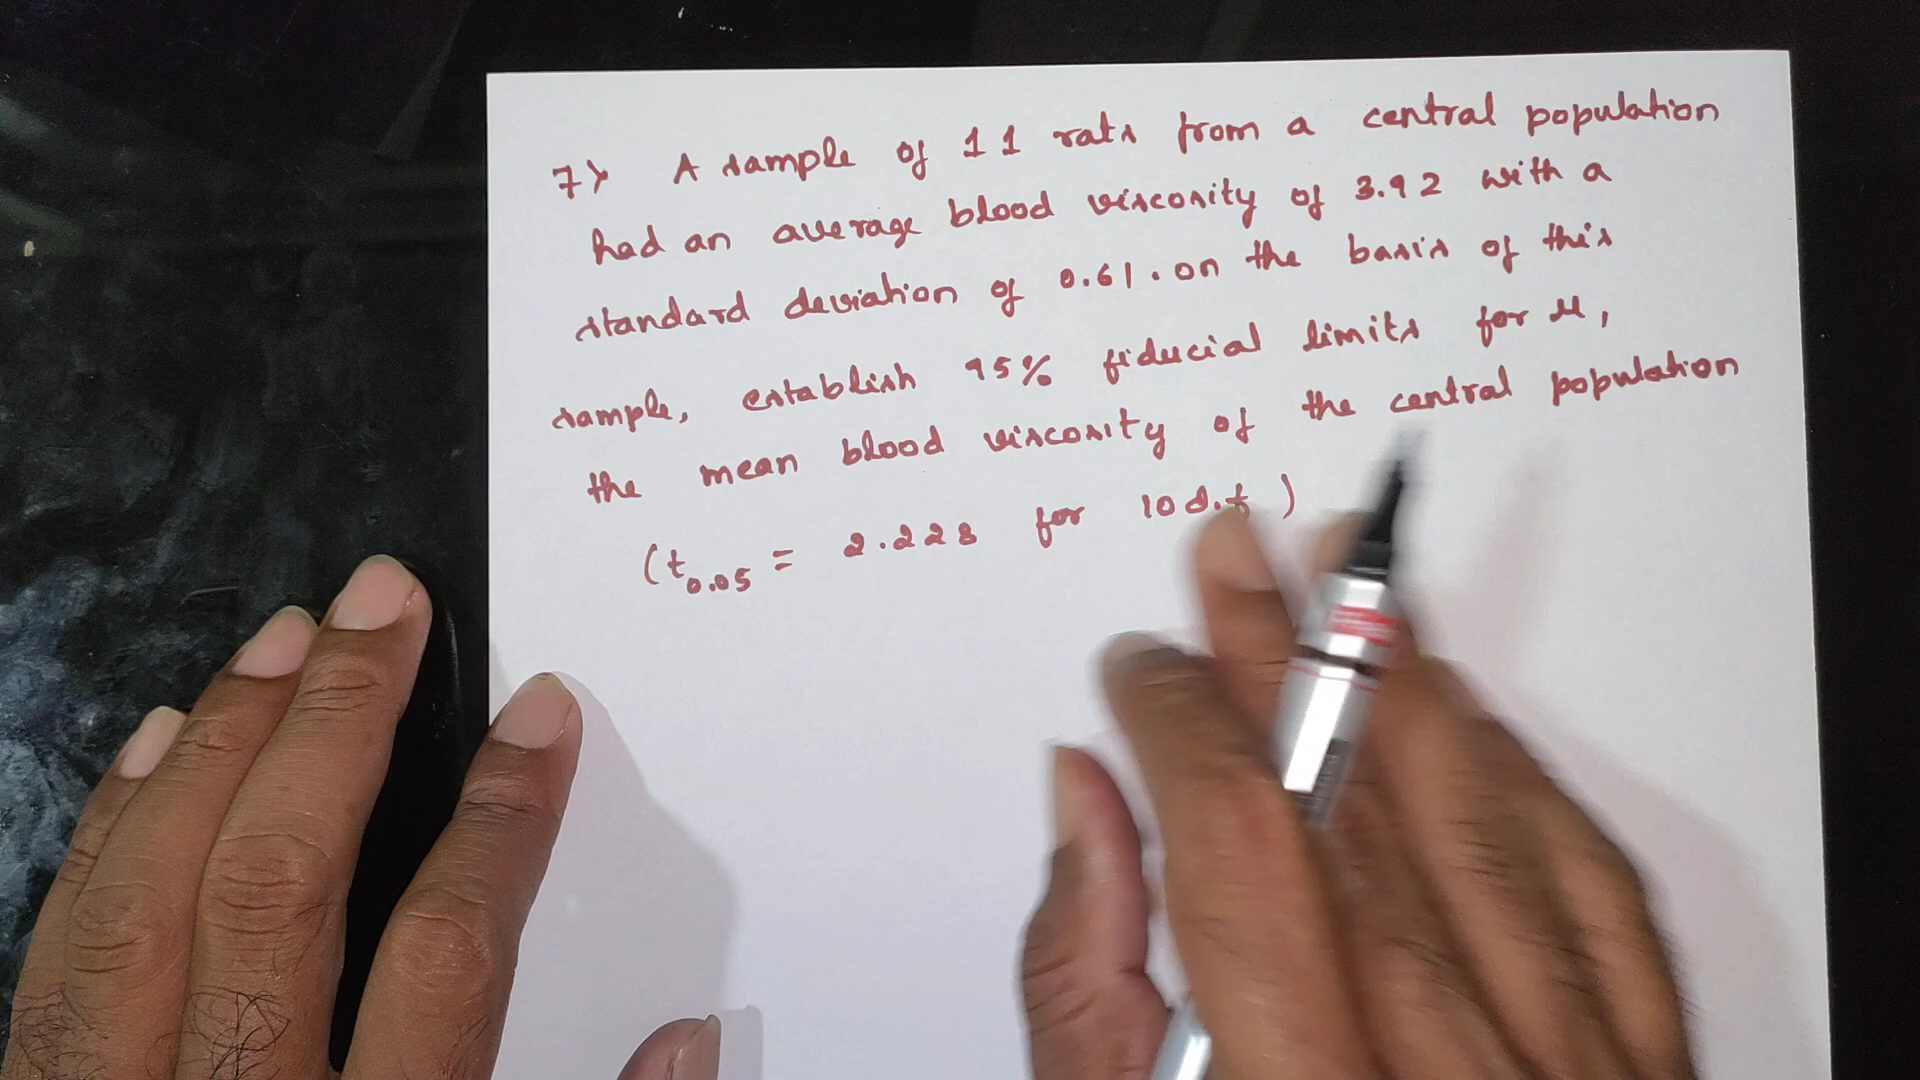 7) A sample of 11 rats from a central population
had an average blood viscosity of 3.92 with a
standard deviation of 0.61. on the basis of this
sample, establish 95% fiducial limits for μ,
the mean blood viscosity of the central population
(t0.05 = 2.228 for 10 d.f)